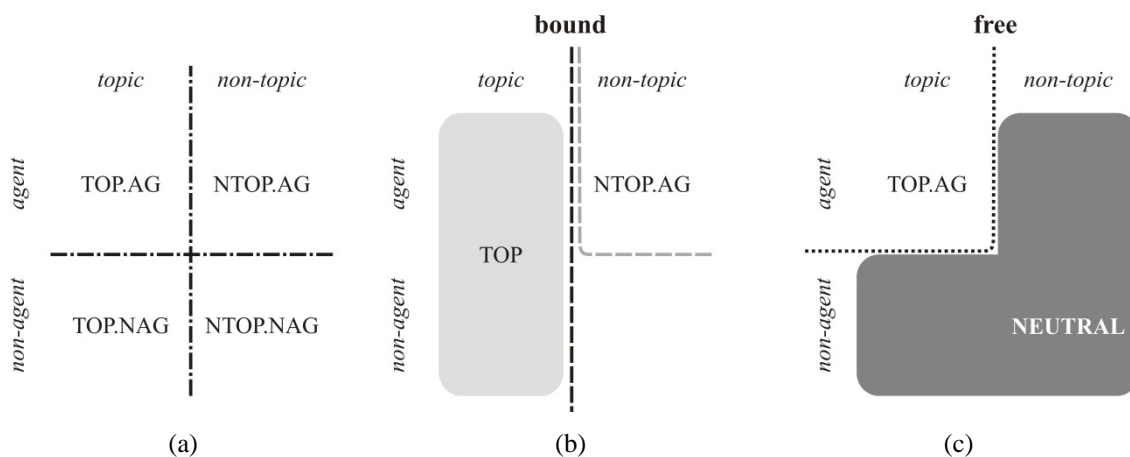 bound
free
topic non-topic
topic non-topic
topic non-topic
agent
TOP.AG NTOP.AG
agent
NTOP.AG
agent
TOP.AG
TOP
non-agent
TOP.NAG NTOP.NAG
non-agent
non-agent
NEUTRAL
(a)
(b)
(c)